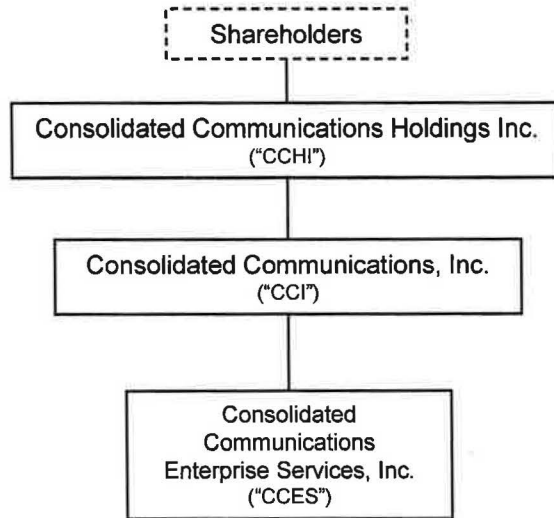 Shareholders
Consolidated Communications Holdings Inc.
("CCHI")
Consolidated Communications, Inc.
("CCI")
Consolidated
Communications
Enterprise Services, Inc.
("CCES")